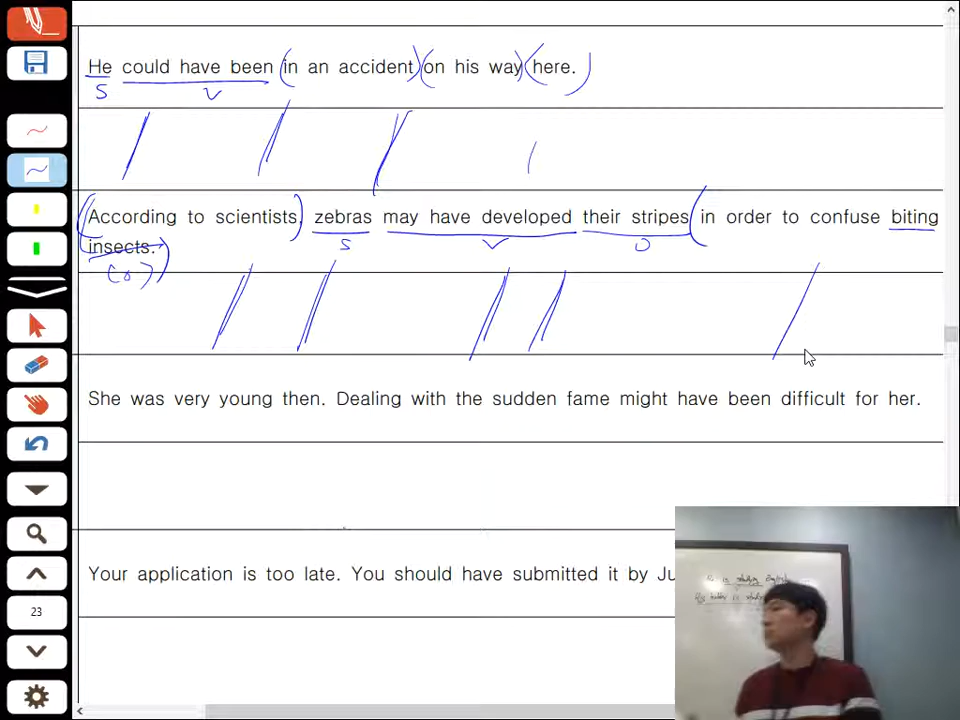 He could have been (in an accident) (on his way) (here.)
S V
(According to scientists,) zebras may have developed their stripes (in order to confuse biting
S V O
insects.)
(o)
She was very young then. Dealing with the sudden fame might have been difficult for her.
Your application is too late. You should have submitted it by Ju
23